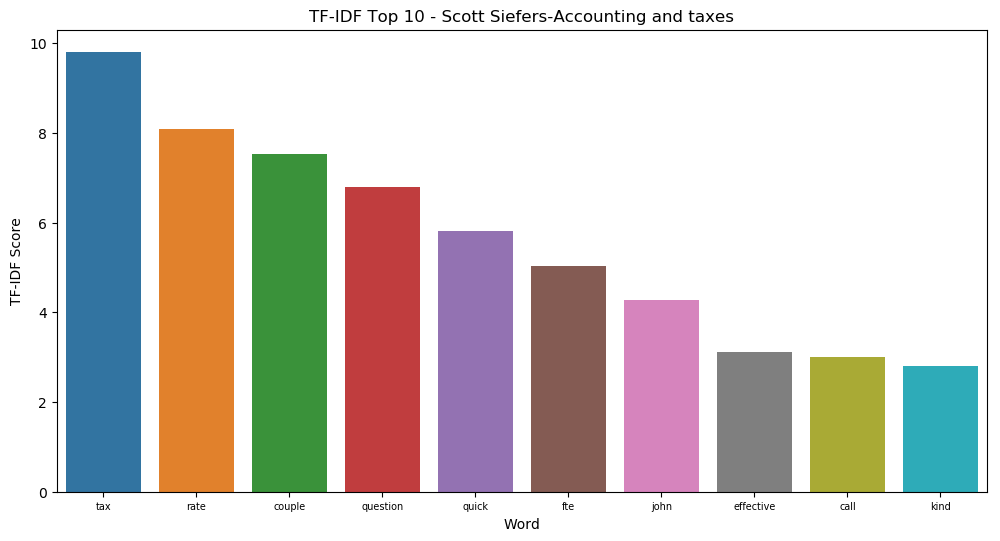 TF-IDF Top 10 - Scott Siefers-Accounting and taxes
TF-IDF Score
10
8
6
4
2
0
tax rate couple question quick fte john effective call kind
Word